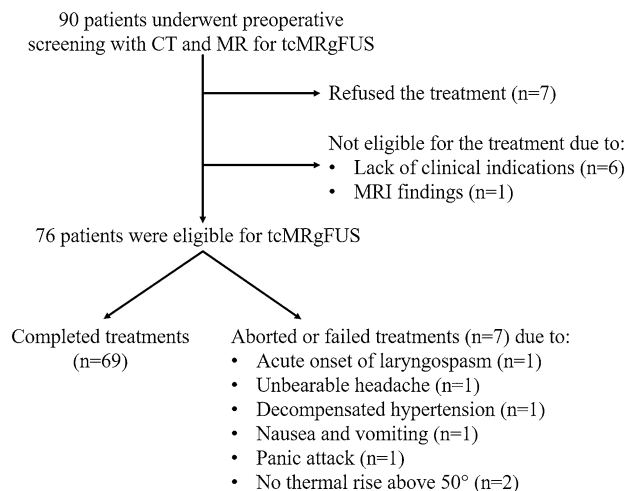 90 patients underwent preoperative
screening with CT and MR for tcMRgFUS
Refused the treatment (n=7)
Not eligible for the treatment due to:
• Lack of clinical indications (n=6)
• MRI findings (n=1)
76 patients were eligible for tcMRgFUS
Completed treatments
(n=69)
Aborted or failed treatments (n=7) due to:
• Acute onset of laryngospasm (n=1)
• Unbearable headache (n=1)
• Decompensated hypertension (n=1)
• Nausea and vomiting (n=1)
• Panic attack (n=1)
• No thermal rise above 50° (n=2)